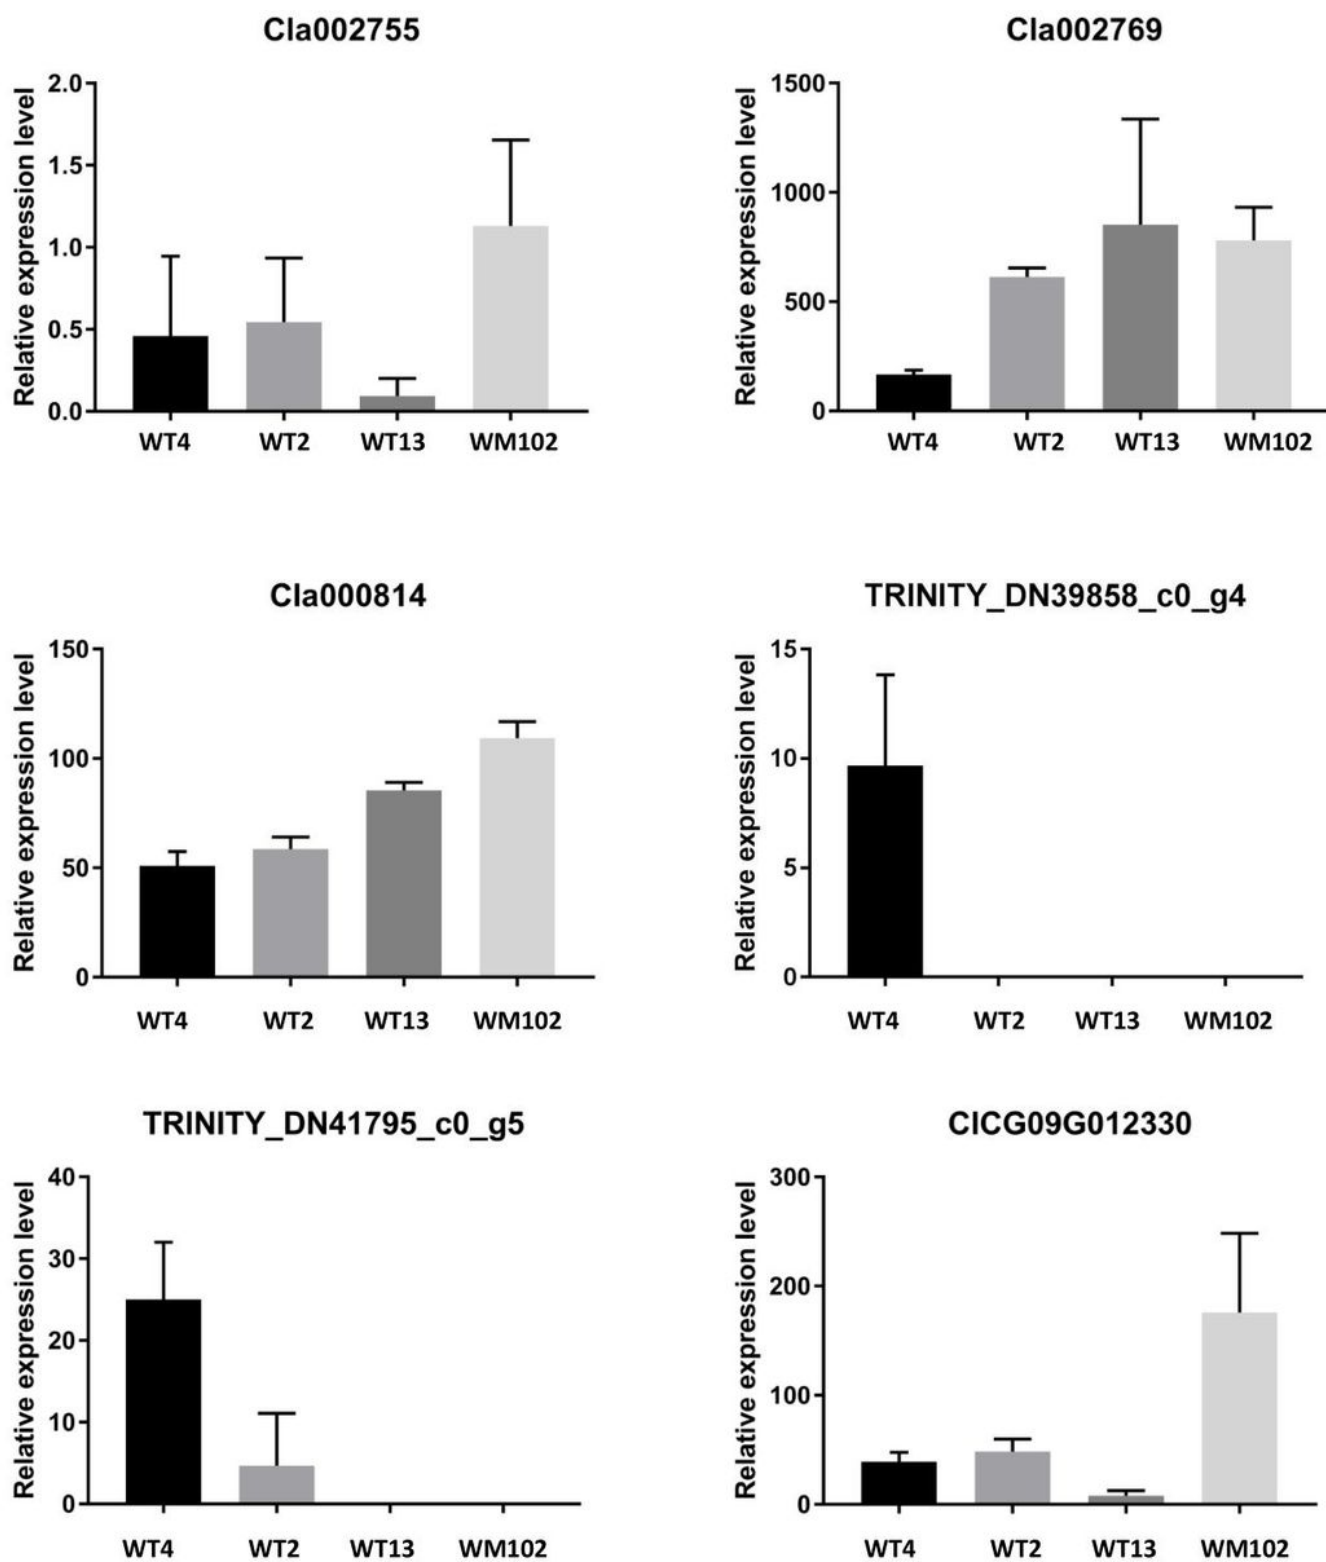 Cla002755
Relative expression level
2.0
1.5
1.0
0.5
0.0
WT4 WT2 WT13 WM102
Cla002769
Relative expression level
1500
1000
500
0
WT4 WT2 WT13 WM102
Cla000814
Relative expression level
150
100
50
0
WT4 WT2 WT13 WM102
TRINITY_DN39858_c0_g4
Relative expression level
15
10
5
0
WT4 WT2 WT13 WM102
TRINITY_DN41795_c0_g5
Relative expression level
40
30
20
10
0
WT4 WT2 WT13 WM102
ClCG09G012330
Relative expression level
300
200
100
0
WT4 WT2 WT13 WM102